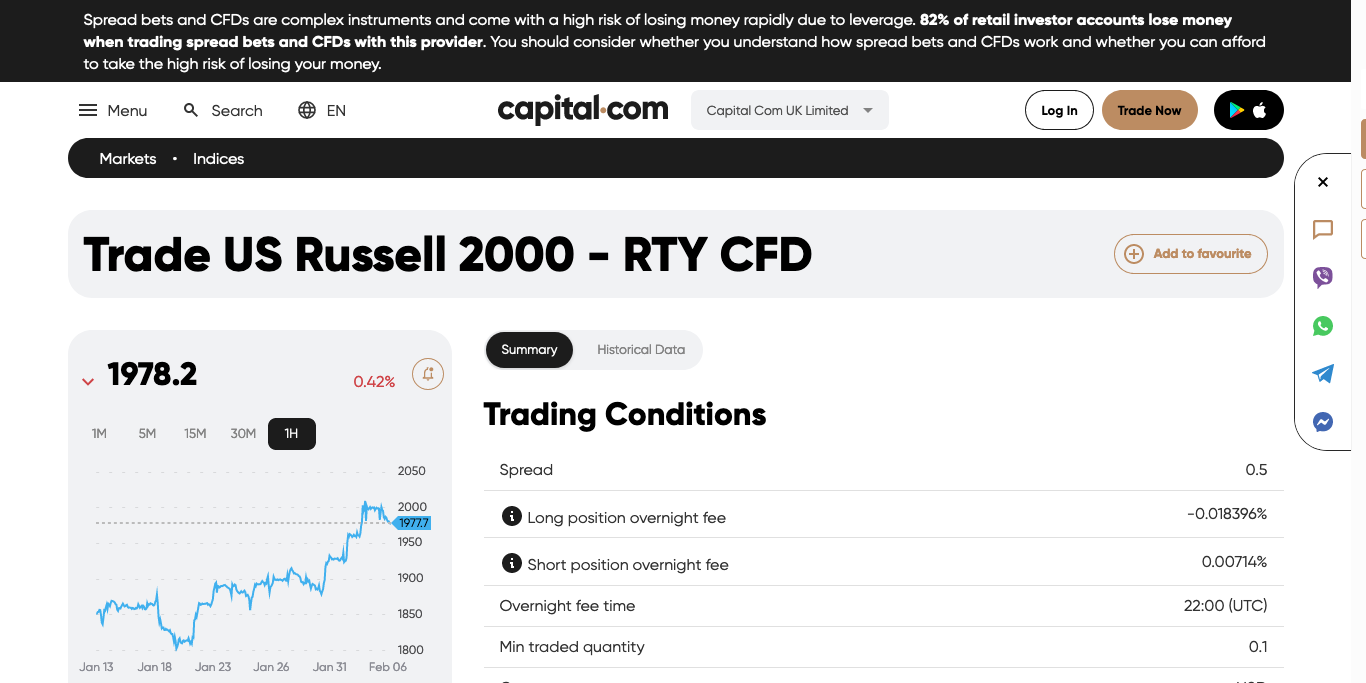 Spread bets and CFDs are complex instruments and come with a high risk of losing money rapidly due to leverage. 82% of retail investor accounts lose money
when trading spread bets and CFDs with this provider. You should consider whether you understand how spread bets and CFDs work and whether you can afford
to take the high risk of losing your money.
Menu Search EN capital.com Capital Com UK Limited Log In Trade Now
Markets • Indices
Trade US Russell 2000 - RTY CFD Add to favourite
1978.2 0.42%
1M 5M 15M 30M 1H
2050
2000
1977.7
1950
1900
1850
1800
Jan 13 Jan 18 Jan 23 Jan 26 Jan 31 Feb 06
Summary Historical Data
Trading Conditions
Spread 0.5
Long position overnight fee -0.018396%
Short position overnight fee 0.00714%
Overnight fee time 22:00 (UTC)
Min traded quantity 0.1